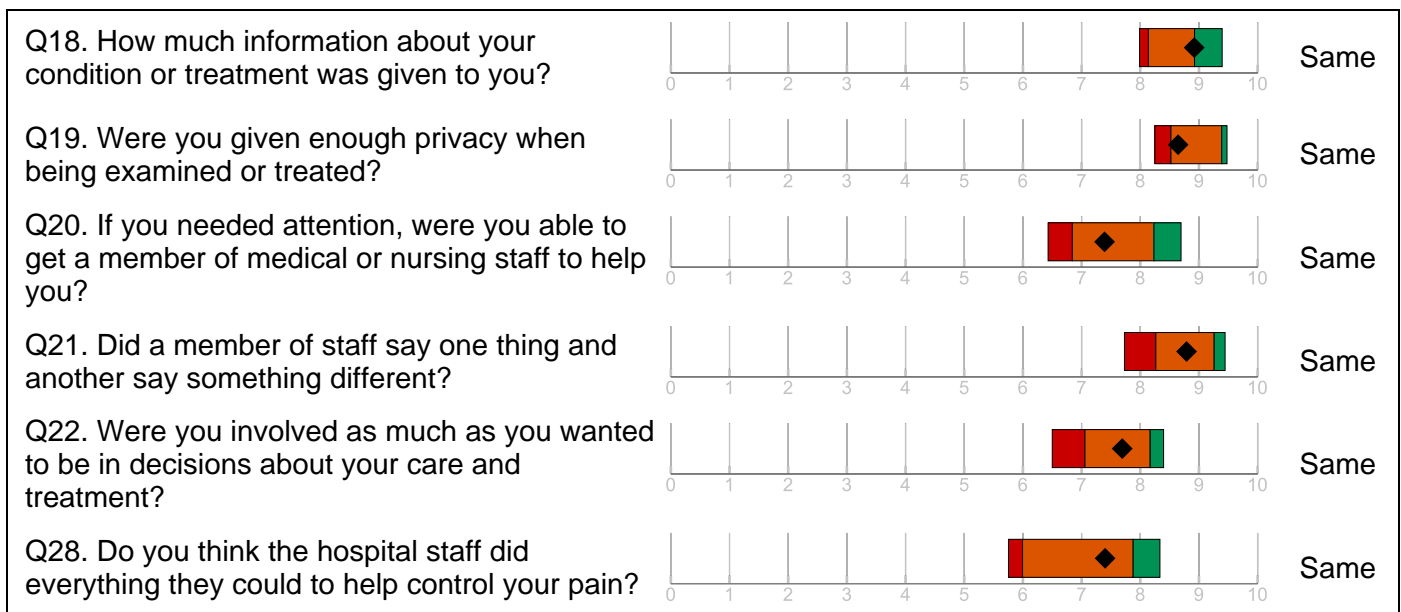 Q18. How much information about your
condition or treatment was given to you?
0 1 2 3 4 5 6 7 8 9 10
Same
Q19. Were you given enough privacy when
being examined or treated?
0 1 2 3 4 5 6 7 8 9 10
Same
Q20. If you needed attention, were you able to
get a member of medical or nursing staff to help
you?
0 1 2 3 4 5 6 7 8 9 10
Same
Q21. Did a member of staff say one thing and
another say something different?
0 1 2 3 4 5 6 7 8 9 10
Same
Q22. Were you involved as much as you wanted
to be in decisions about your care and
treatment?
0 1 2 3 4 5 6 7 8 9 10
Same
Q28. Do you think the hospital staff did
everything they could to help control your pain?
0 1 2 3 4 5 6 7 8 9 10
Same